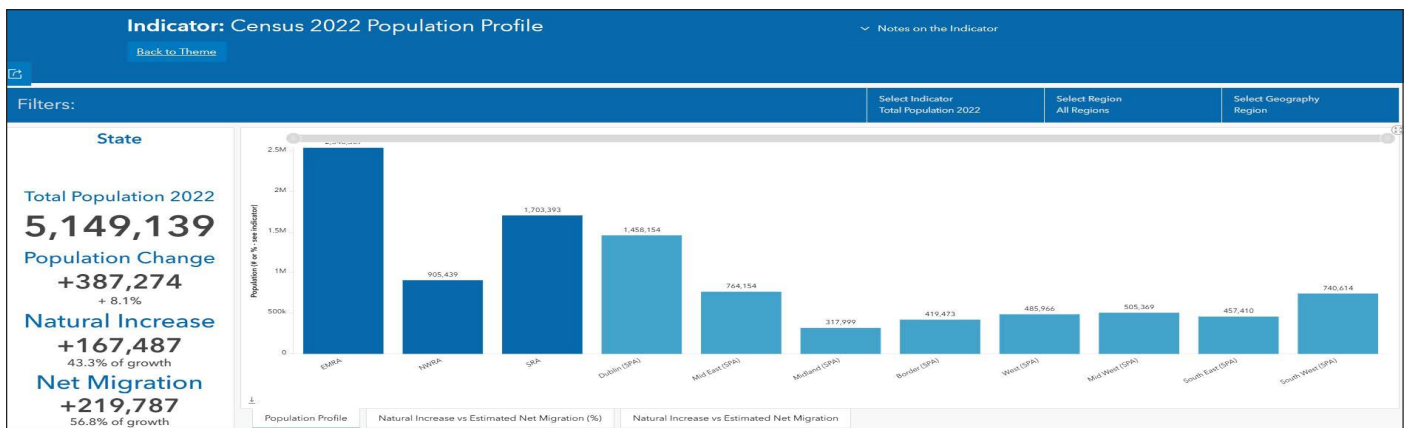 Indicator: Census 2022 Population Profile
Notes on the Indicator
Back to Theme
Filters:
Select Indicator
Total Population 2022
Select Region
All Regions
Select Geography
Region
State
Total Population 2022
5,149,139
Population Change
+387,274
+ 8.1%
Natural Increase
+167,487
43.3% of growth
Net Migration
+219,787
56.8% of growth
Population (# or % - see indicator)
2.5M
2M
1.5M
1M
500k
0
905,439
1,703,393
1,458,154
764,154
317,999
419,473
485,966
505,369
457,410
740,614
EMRA
NWRA
SRA
Dublin (SPA)
Mid East (SPA)
Midland (SPA)
Border (SPA)
West (SPA)
Mid West (SPA)
South East (SPA)
South West (SPA)
Population Profile
Natural Increase vs Estimated Net Migration (%)
Natural Increase vs Estimated Net Migration